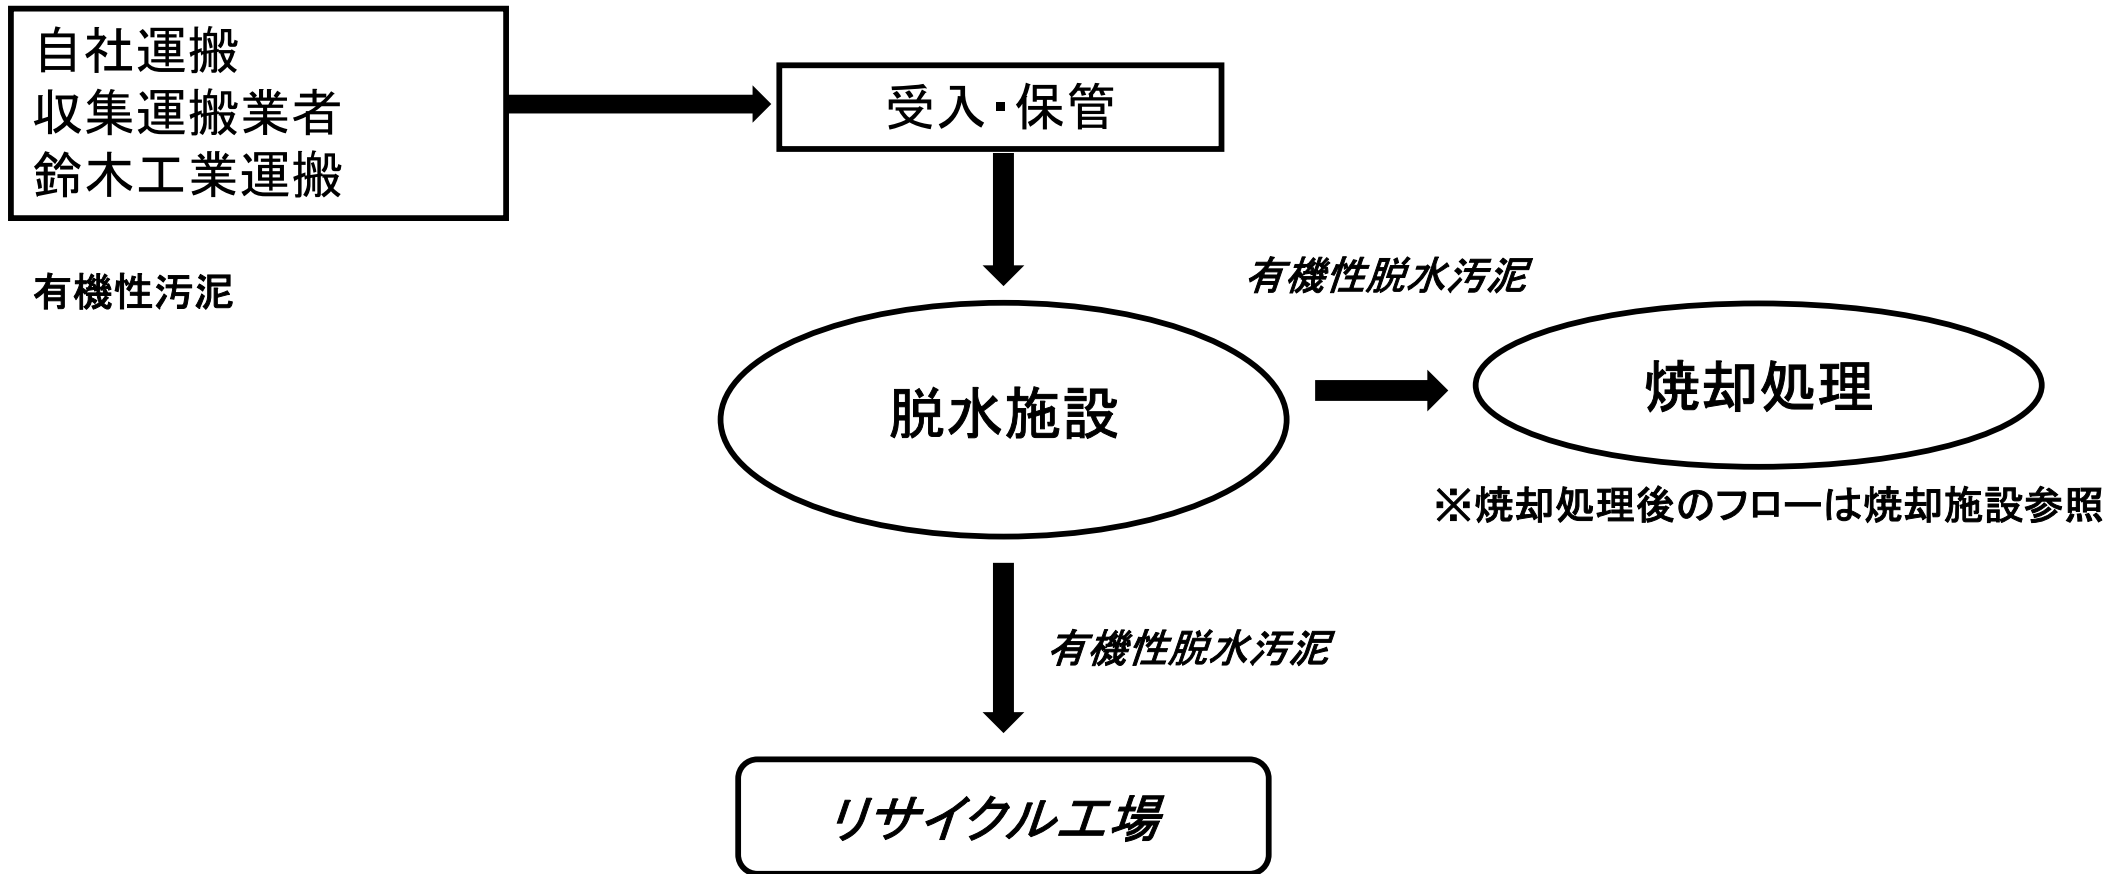 自社運搬
収集運搬業者
鈴木工業運搬
受入・保管
有機性汚泥
有機性脱水汚泥
脱水施設
焼却処理
※焼却処理後のフローは焼却施設参照
有機性脱水汚泥
リサイクル工場